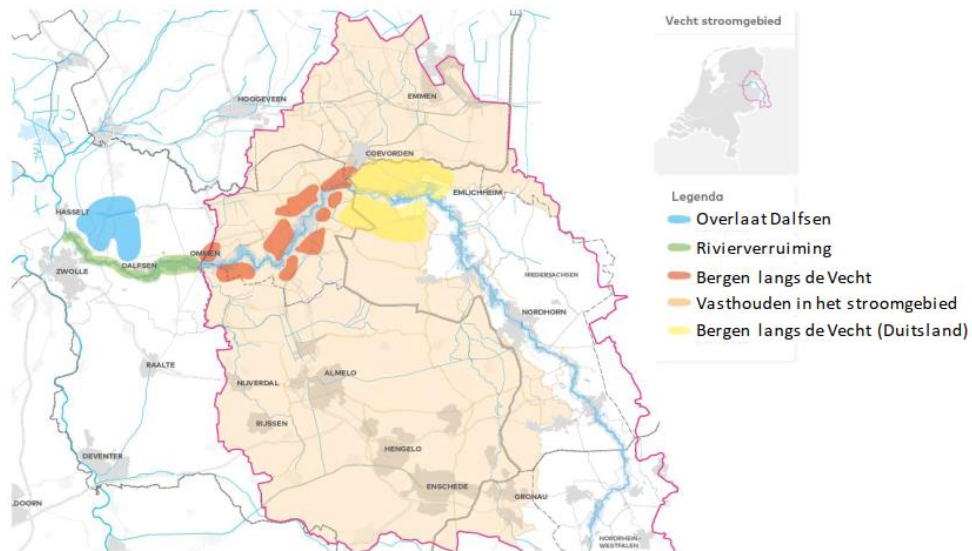 Vecht stroomgebied
HOOGEVEEN
EMMEN
COEVORDEN
EMLICHHEIM
HASSELT
OMMEN
DALFSEN
ZWOLLE
NIEDERSACHSEN
NORDHORN
RAALTE
NIJVERDAL
ALMELO
RIJSSEN
HENGELO
DEVENTER
ENSCHEDE
GRONAU
LDOORN
NORDRHEIN-
WESTFALEN
Legenda
Overlaat Dalfsen
Rivierverruiming
Bergen langs de Vecht
Vasthouden in het stroomgebied
Bergen langs de Vecht (Duitsland)